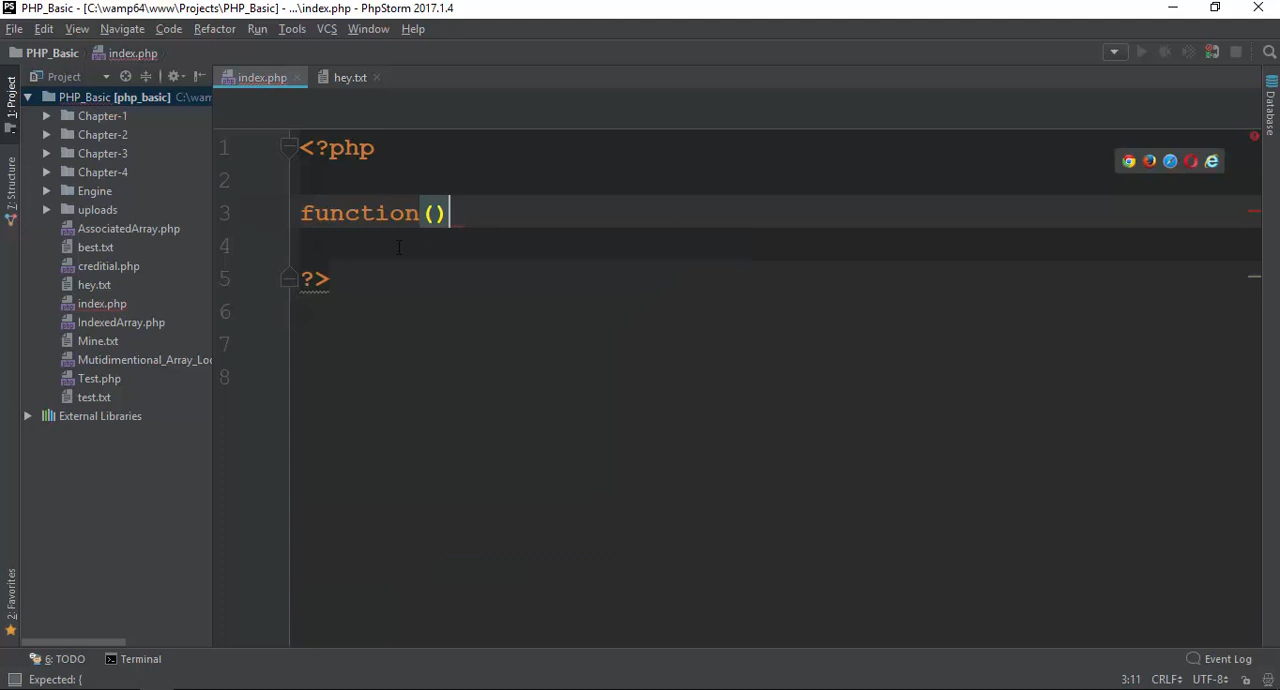 PHP_Basic - [C:\wamp64\www\Projects\PHP_Basic] - ...\index.php - PhpStorm 2017.1.4
File Edit View Navigate Code Refactor Run Tools VCS Window Help
PHP_Basic index.php
Project index.php hey.txt
1: Project
Z: Structure
2: Favorites
Database
PHP_Basic [php_basic] C:\wam
Chapter-1
Chapter-2
Chapter-3
Chapter-4
Engine
uploads
AssociatedArray.php
best.txt
creditial.php
hey.txt
index.php
IndexedArray.php
Mine.txt
Mutidimentional_Array_Loo
Test.php
test.txt
External Libraries
1 <?php
2
3 function()
4
5 ?>
6
7
8
6: TODO Terminal Event Log
Expected: { 3:11 CRLF UTF-8